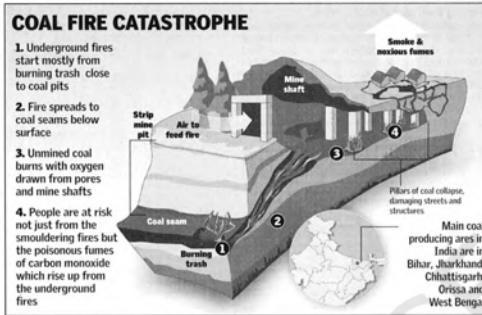 COAL FIRE CATASTROPHE
1. Underground fires
start mostly from
burning trash close
to coal pits
2. Fire spreads to
coal seams below
surface
3. Unmined coal
burns with oxygen
drawn from pores
and mine shafts
4. People are at risk
not just from the
smouldering fires but
the poisonous fumes
of carbon monoxide
which rise up from
the underground
fires
Smoke &
noxious fumes
Mine
shaft
Strip
mine
pit
Air to
feed fire
4
3
Pillars of coal collapse,
damaging streets and
structures
Coal seam
2
1
Burning
trash
Main coa
producing ares in
India are in
Bihar, Jharkhand
Chhattisgarh
Orissa and
West Benga